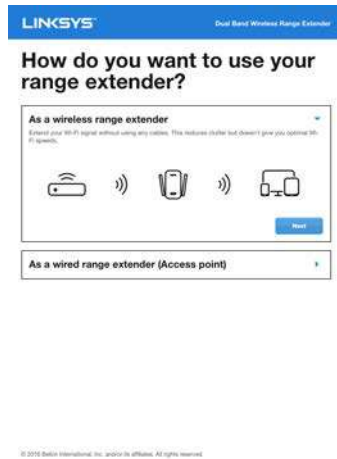 LINKSYS
Dual Band Wireless Range Extender
How do you want to use your
range extender?
As a wireless range extender
Extend your Wi-Fi signal without using any cables. This reduces clutter but doesn't give you optimal Wi-
Fi speeds.
Next
As a wired range extender (Access point)
© 2015 Belkin International, Inc. and/or its affiliates. All rights reserved.